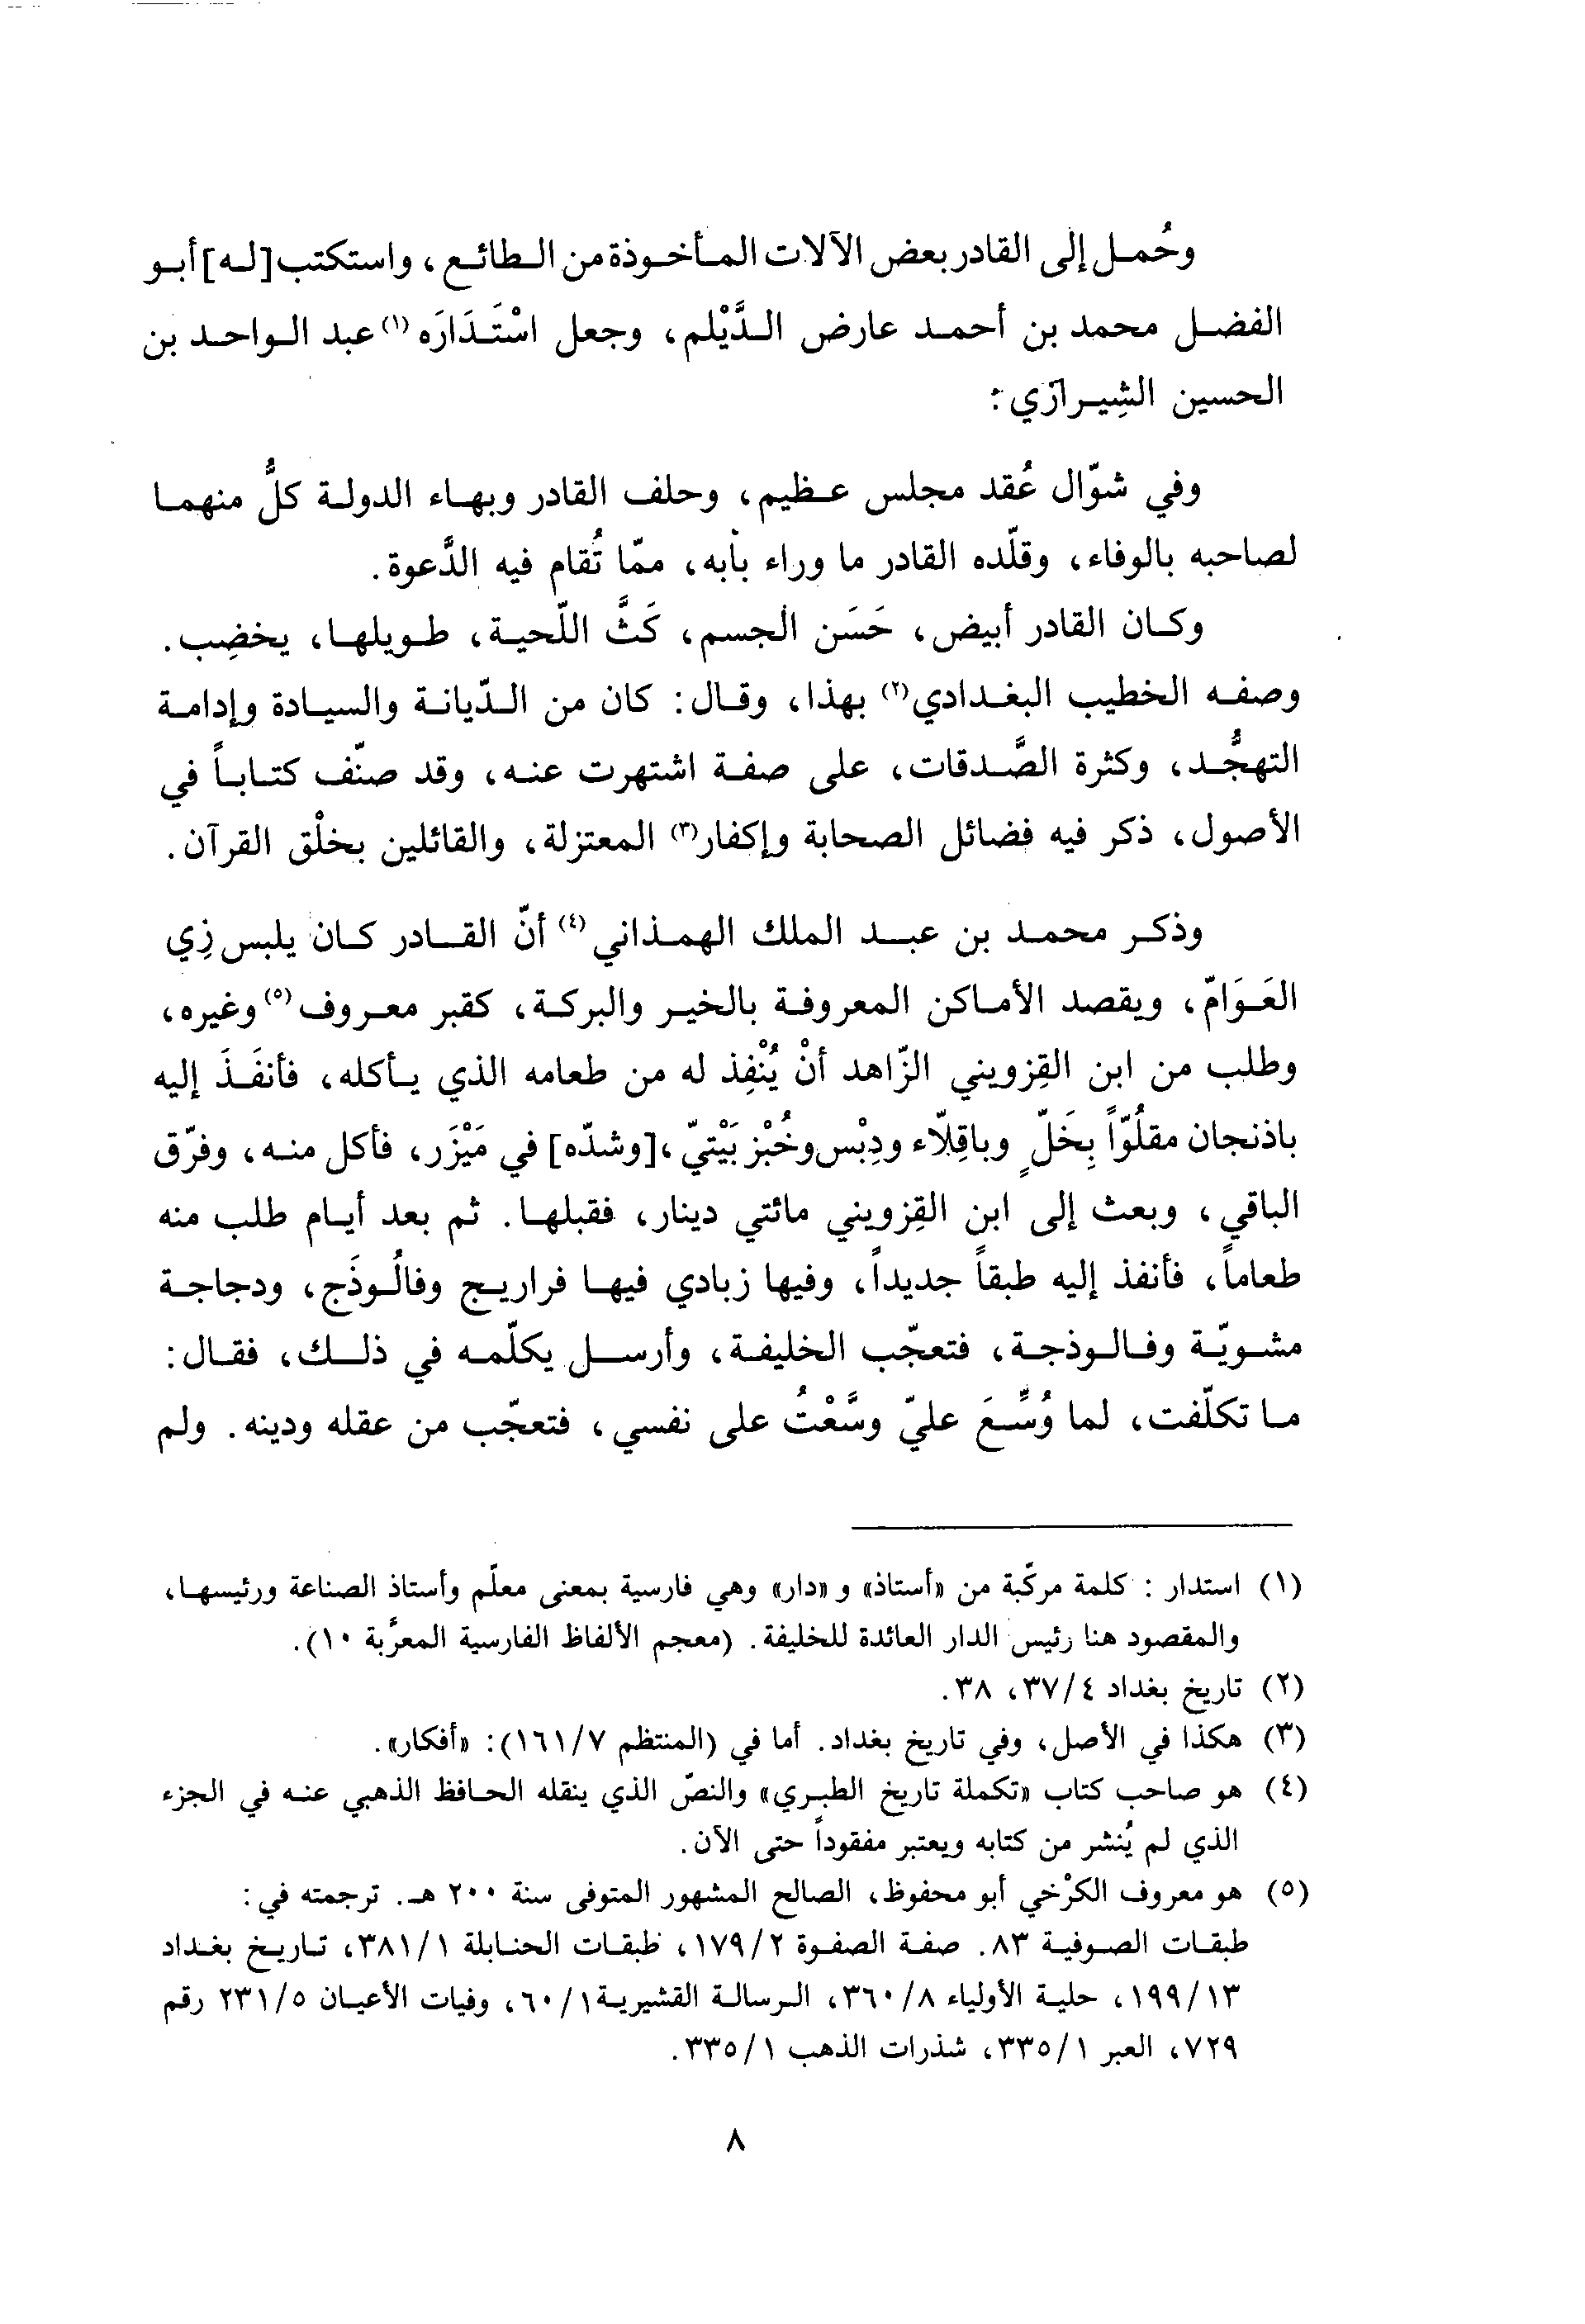 وحُمل إلى القادر بعض الآلات المأخوذة من الطائع، واستكتب [له] أبو
الفضل محمد بن أحمد عارض الدَّيْلم، وجعل اسْتَدَارَه(١) عبد الواحد بن
الحسين الشِيرازي:
وفي شوّال عُقد مجلس عظيم، وحلف القادر وبهاء الدولة كلٌّ منهما
لصاحبه بالوفاء، وقلّده القادر ما وراء بابه، ممّا تُقام فيه الدَّعوة.
وكان القادر أبيض، حَسَن الجسم، كَثَّ اللّحية، طويلها، يخضِب.
وصفه الخطيب البغدادي(٢) بهذا، وقال: كان من الدّيانة والسيادة وإدامة
التهجُّد، وكثرة الصَّدقات، على صفة اشتهرت عنه، وقد صنّف كتاباً في
الأصول، ذكر فيه فضائل الصحابة وإكفار(٣) المعتزلة، والقائلين بخلْق القرآن.
وذكر محمد بن عبد الملك الهمذاني(٤) أنّ القادر كان يلبس زِي
العَوَامّ، ويقصد الأماكن المعروفة بالخير والبركة، كقبر معروف(٥) وغيره،
وطلب من ابن القِزويني الزّاهد أنْ يُنْفِذ له من طعامه الذي يأكله، فأنفَذَ إليه
باذنجان مقلُوّاً بِخَلٍّ وباقِلاّء ودِبْس وخُبْز بَيْتيّ، [وشدّه] في مَيْزَر، فأكل منه، وفرّق
الباقي، وبعث إلى ابن القِزويني مائتي دينار، فقبلها. ثم بعد أيام طلب منه
طعاماً، فأنفذ إليه طبقاً جديداً، وفيها زبادي فيها فراريج وفالُوذَج، ودجاجة
مشويّة وفالوذجة، فتعجّب الخليفة، وأرسل يكلّمه في ذلك، فقال:
ما تكلّفت، لما وُسِّعَ عليّ وسَّعْتُ على نفسي، فتعجّب من عقله ودينه. ولم
(١) استدار : كلمة مركّبة من «أستاذ» و «دار» وهي فارسية بمعنى معلّم وأستاذ الصناعة ورئيسها،
والمقصود هنا رئيس الدار العائدة للخليفة. (معجم الألفاظ الفارسية المعرَّبة ١٠).
(٢) تاريخ بغداد ٣٧/٤، ٣٨.
(٣) هكذا في الأصل، وفي تاريخ بغداد. أما في (المنتظم ١٦١/٧): «أفكار».
(٤) هو صاحب كتاب «تكملة تاريخ الطبري» والنصّ الذي ينقله الحافظ الذهبي عنه في الجزء
الذي لم يُنشر من كتابه ويعتبر مفقوداً حتى الآن.
(٥) هو معروف الكرْخي أبو محفوظ، الصالح المشهور المتوفى سنة ٢٠٠ هـ. ترجمته في:
طبقات الصوفية ٨٣. صفة الصفوة ١٧٩/٢، طبقات الحنابلة ٣٨١/١، تاريخ بغداد
١٩٩/١٣، حلية الأولياء ٣٦٠/٨، الرسالة القشيرية ٦٠/١، وفيات الأعيان ٢٣١/٥ رقم
٧٢٩، العبر ٣٣٥/١، شذرات الذهب ٣٣٥/١.
٨